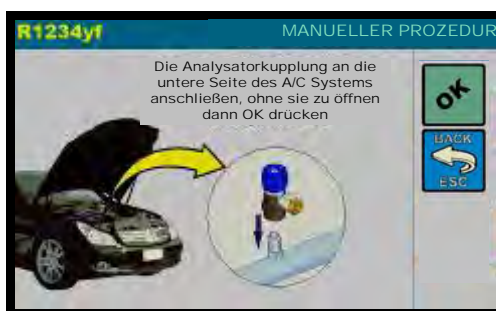 R1234yf
MANUELLER PROZEDUR
Die Analysatorkupplung an die
untere Seite des A/C Systems
anschließen, ohne sie zu öffnen
dann OK drücken
OK
BACK
ESC